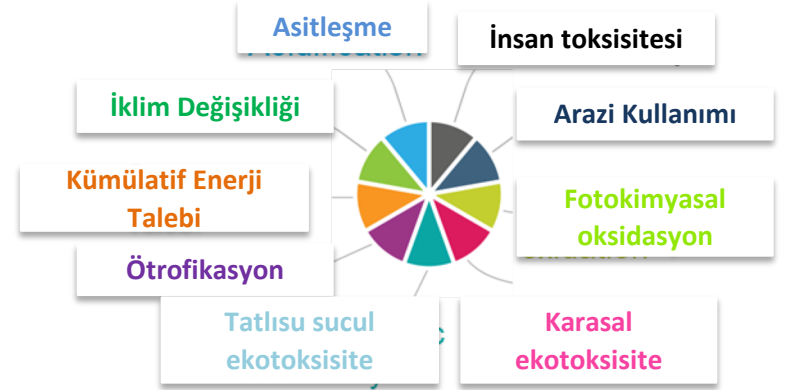 Asitleşme
İnsan toksisitesi
İklim Değişikliği
Arazi Kullanımı
Kümülatif Enerji
Talebi
Fotokimyasal
oksidasyon
Ötrofikasyon
Tatlısu sucul
ekotoksisite
Karasal
ekotoksisite